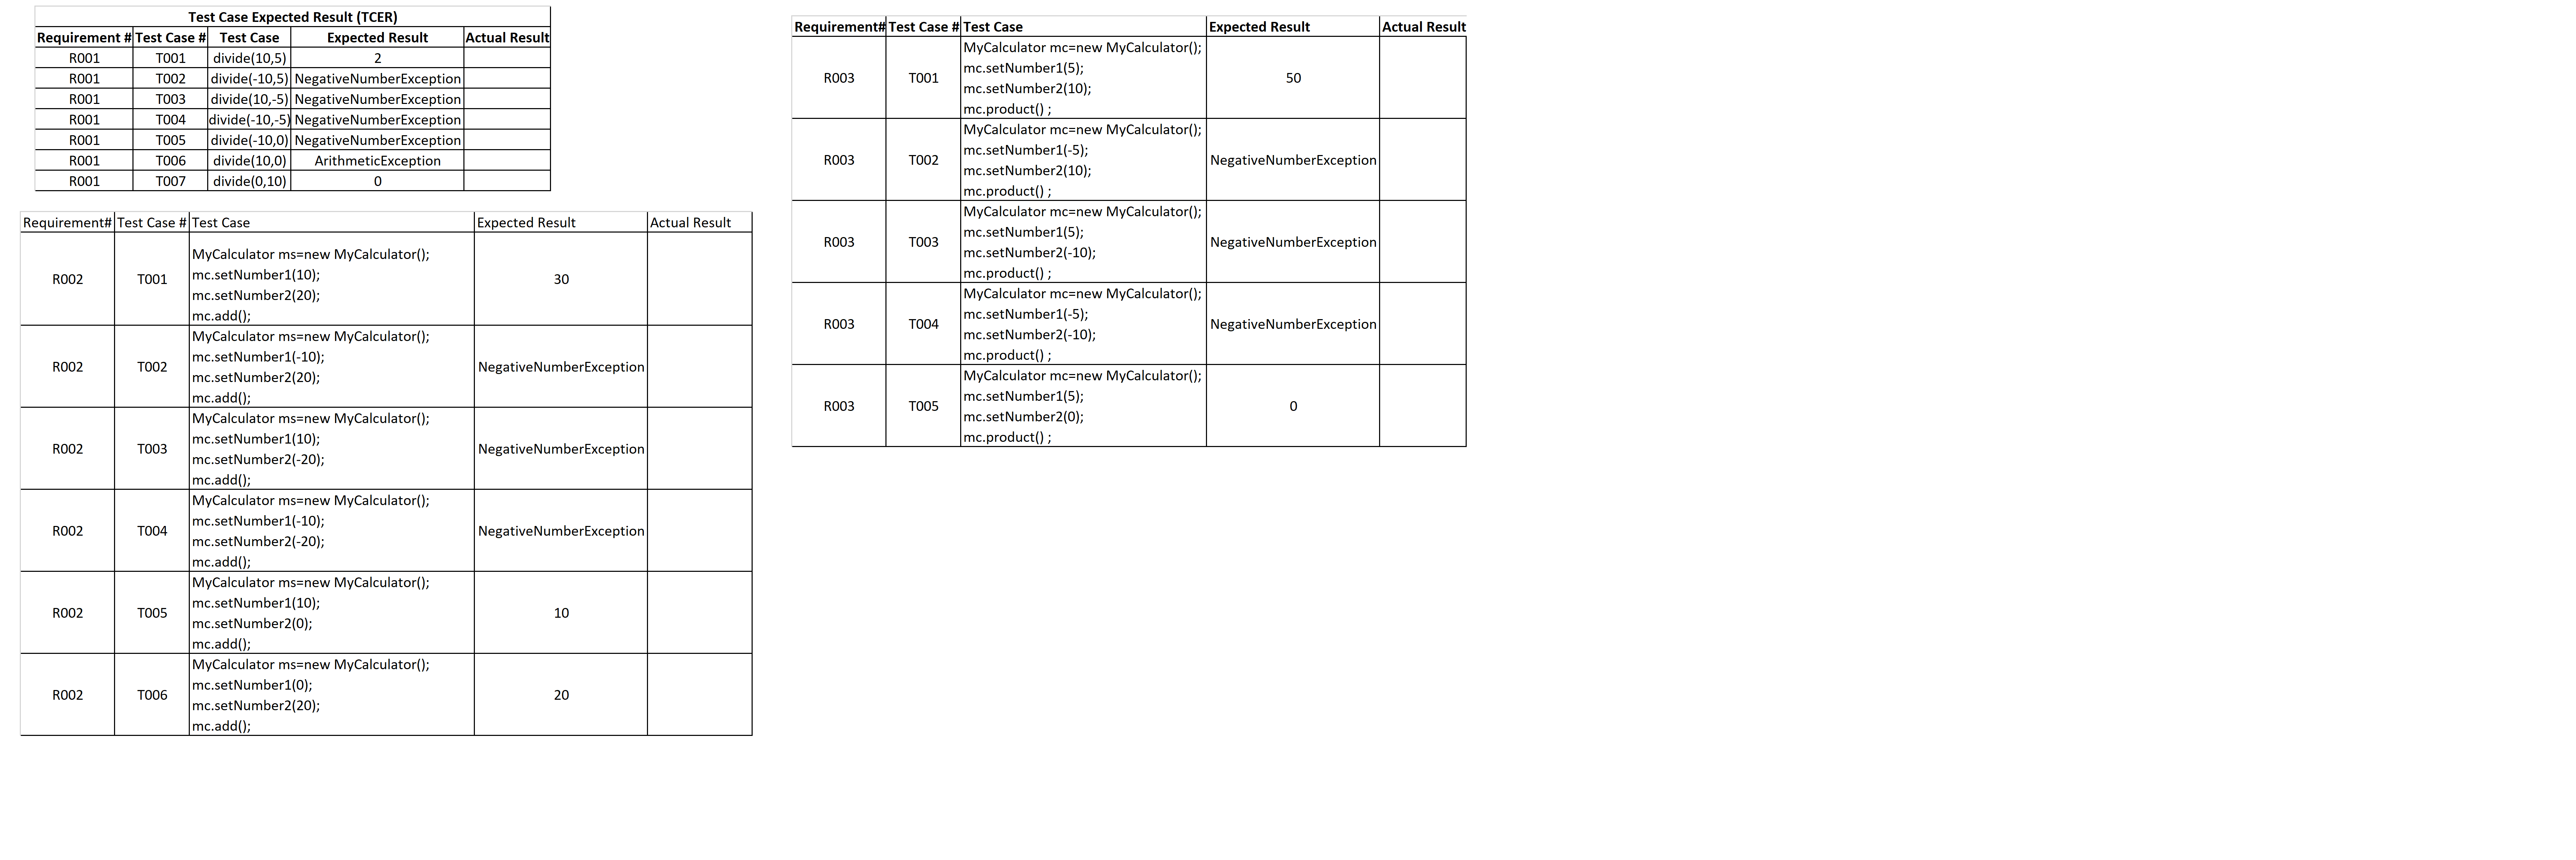 Test Case Expected Result (TCER)
Requirement # Test Case # Test Case Expected Result Actual Result
R001 T001 divide(10,5) 2
R001 T002 divide(-10,5) NegativeNumberException
R001 T003 divide(10,-5) NegativeNumberException
R001 T004 divide(-10,-5) NegativeNumberException
R001 T005 divide(-10,0) NegativeNumberException
R001 T006 divide(10,0) ArithmeticException
R001 T007 divide(0,10) 0
Requirement# Test Case # Test Case Expected Result Actual Result
R002 T001
MyCalculator ms=new MyCalculator();
mc.setNumber1(10);
mc.setNumber2(20);
mc.add();
30
R002 T002
MyCalculator ms=new MyCalculator();
mc.setNumber1(-10);
mc.setNumber2(20);
mc.add();
NegativeNumberException
R002 T003
MyCalculator ms=new MyCalculator();
mc.setNumber1(10);
mc.setNumber2(-20);
mc.add();
NegativeNumberException
R002 T004
MyCalculator ms=new MyCalculator();
mc.setNumber1(-10);
mc.setNumber2(-20);
mc.add();
NegativeNumberException
R002 T005
MyCalculator ms=new MyCalculator();
mc.setNumber1(10);
mc.setNumber2(0);
mc.add();
10
R002 T006
MyCalculator ms=new MyCalculator();
mc.setNumber1(0);
mc.setNumber2(20);
mc.add();
20
Requirement# Test Case # Test Case Expected Result Actual Result
R003 T001
MyCalculator mc=new MyCalculator();
mc.setNumber1(5);
mc.setNumber2(10);
mc.product() ;
50
R003 T002
MyCalculator mc=new MyCalculator();
mc.setNumber1(-5);
mc.setNumber2(10);
mc.product() ;
NegativeNumberException
R003 T003
MyCalculator mc=new MyCalculator();
mc.setNumber1(5);
mc.setNumber2(-10);
mc.product() ;
NegativeNumberException
R003 T004
MyCalculator mc=new MyCalculator();
mc.setNumber1(-5);
mc.setNumber2(-10);
mc.product() ;
NegativeNumberException
R003 T005
MyCalculator mc=new MyCalculator();
mc.setNumber1(5);
mc.setNumber2(0);
mc.product() ;
0